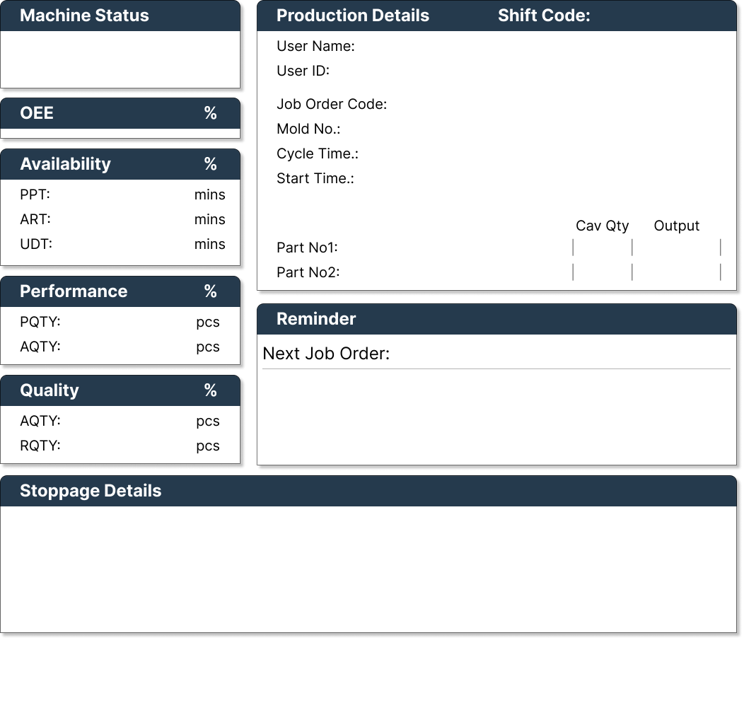 Machine Status
OEE %
Availability %
PPT: mins
ART: mins
UDT: mins
Performance %
PQTY: pcs
AQTY: pcs
Quality %
AQTY: pcs
RQTY: pcs
Production Details Shift Code:
User Name:
User ID:
Job Order Code:
Mold No.:
Cycle Time.:
Start Time.:
Cav Qty Output
Part No1:
Part No2:
Reminder
Next Job Order:
Stoppage Details